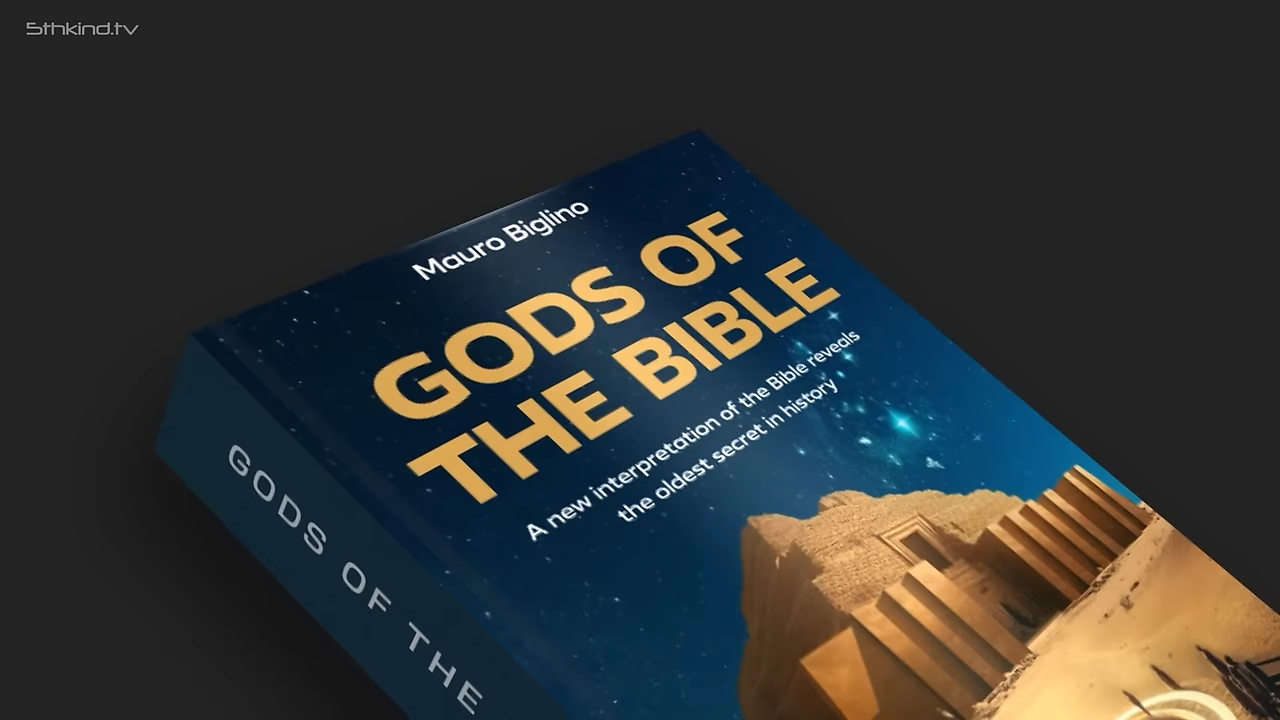 5thkind.tv
Mauro Biglino
GODS OF
THE BIBLE
A new interpretation of the Bible reveals
the oldest secret in history
GODS OF THE